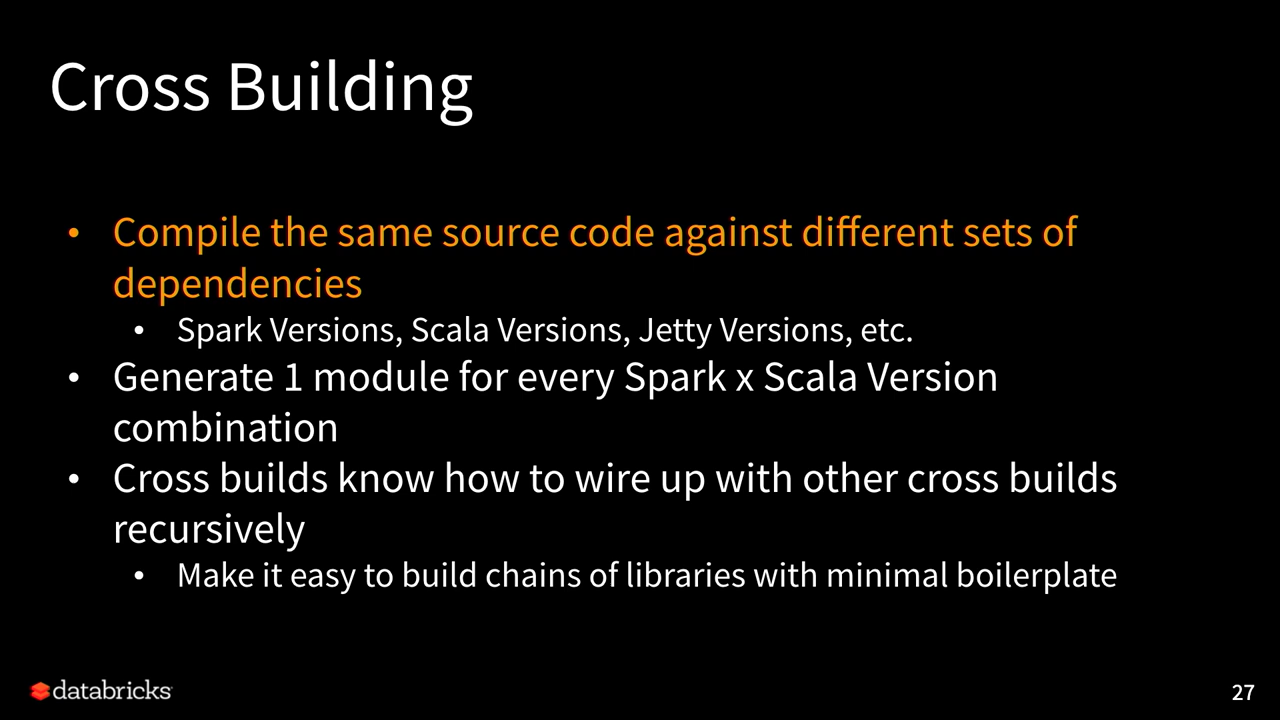 Cross Building
• Compile the same source code against different sets of
dependencies
• Spark Versions, Scala Versions, Jetty Versions, etc.
• Generate 1 module for every Spark x Scala Version
combination
• Cross builds know how to wire up with other cross builds
recursively
• Make it easy to build chains of libraries with minimal boilerplate
databricks
27